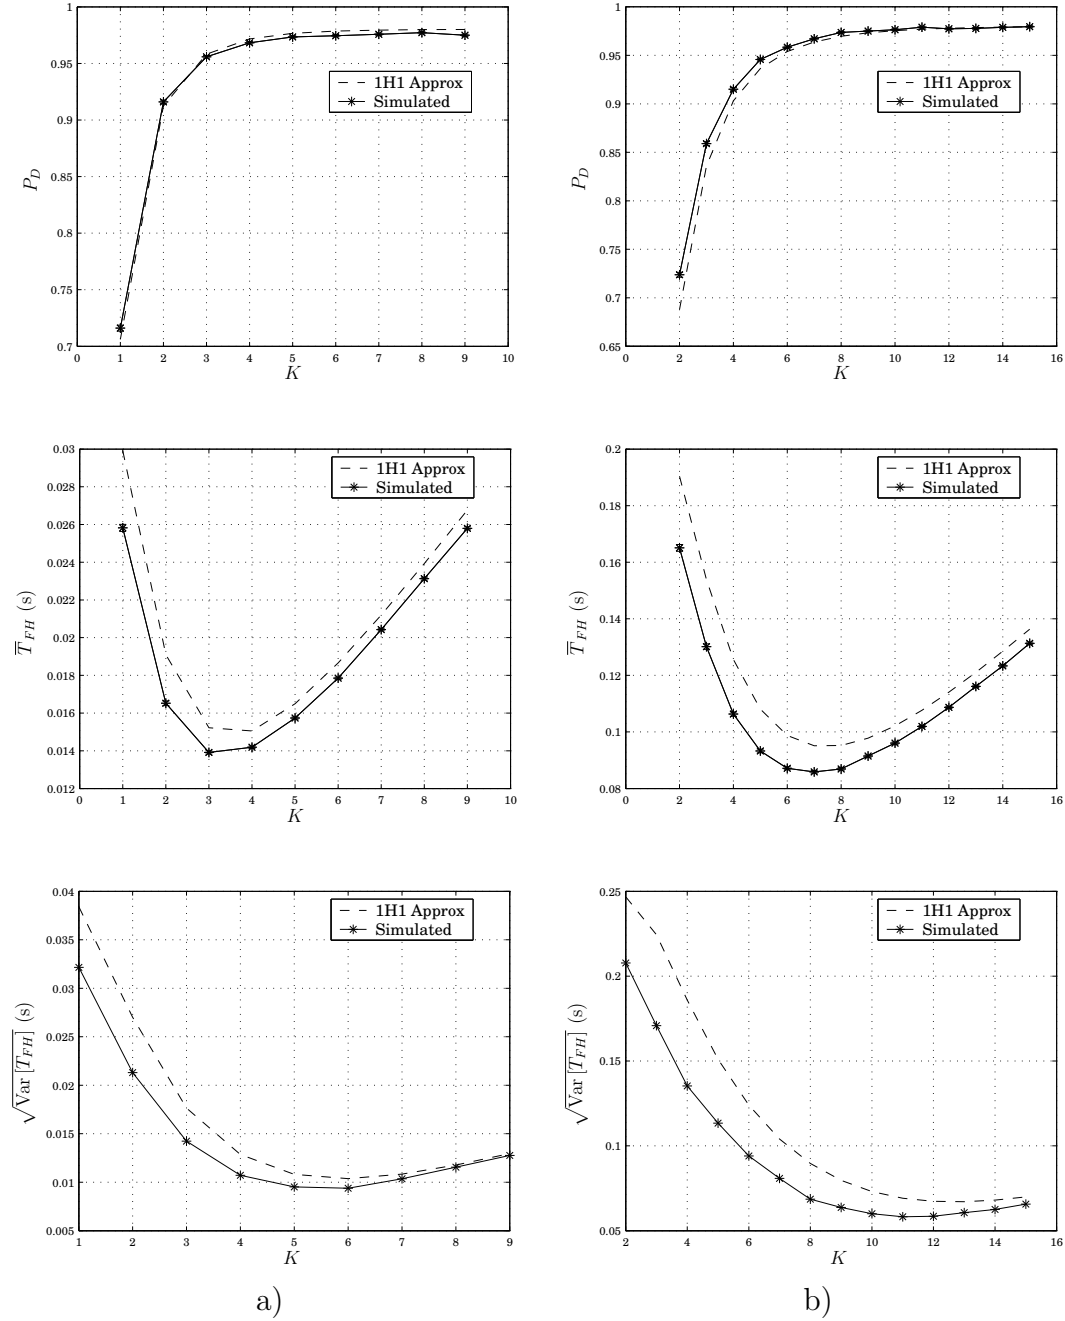 1
0.95
0.9
0.85
0.8
0.75
0.7
P_D
0 1 2 3 4 5 6 7 8 9 10
K
1H1 Approx
Simulated
1
0.95
0.9
0.85
0.8
0.75
0.7
0.65
P_D
0 2 4 6 8 10 12 14 16
K
1H1 Approx
Simulated
0.03
0.028
0.026
0.024
0.022
0.02
0.018
0.016
0.014
0.012
T̅_FH (s)
0 1 2 3 4 5 6 7 8 9 10
K
1H1 Approx
Simulated
0.2
0.18
0.16
0.14
0.12
0.1
0.08
T̅_FH (s)
0 2 4 6 8 10 12 14 16
K
1H1 Approx
Simulated
0.04
0.035
0.03
0.025
0.02
0.015
0.01
0.005
√Var [T_FH] (s)
1 2 3 4 5 6 7 8 9
K
1H1 Approx
Simulated
0.25
0.2
0.15
0.1
0.05
√Var [T_FH] (s)
2 4 6 8 10 12 14 16
K
1H1 Approx
Simulated
a)
b)